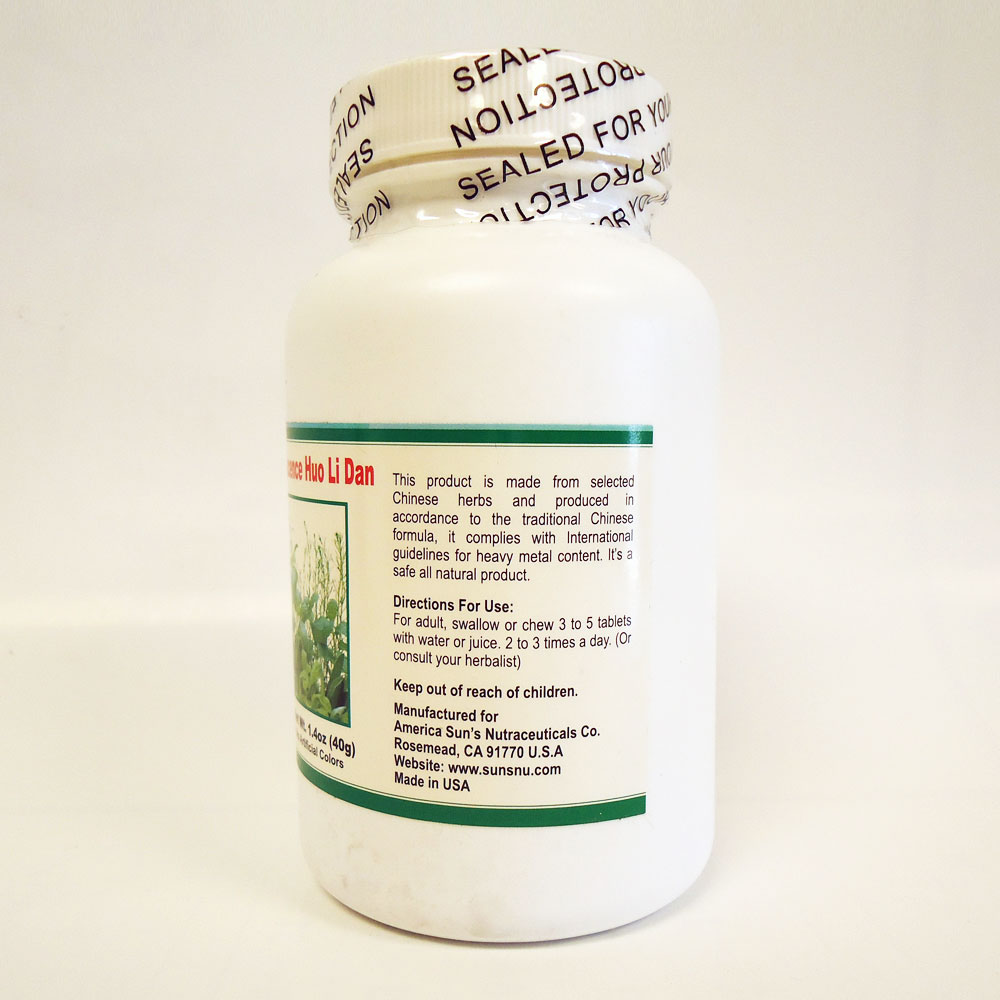 SEALED FOR YOU
PROTECTION
SEALED
OUR PROTECTION
Huo Li Dan
1.4oz (40g)
Artificial Colors
This product is made from selected
Chinese herbs and produced in
accordance to the traditional Chinese
formula, it complies with International
guidelines for heavy metal content. It's a
safe all natural product.
Directions For Use:
For adult, swallow or chew 3 to 5 tablets
with water or juice. 2 to 3 times a day. (Or
consult your herbalist)
Keep out of reach of children.
Manufactured for
America Sun's Nutraceuticals Co.
Rosemead, CA 91770 U.S.A
Website: www.sunsnu.com
Made in USA